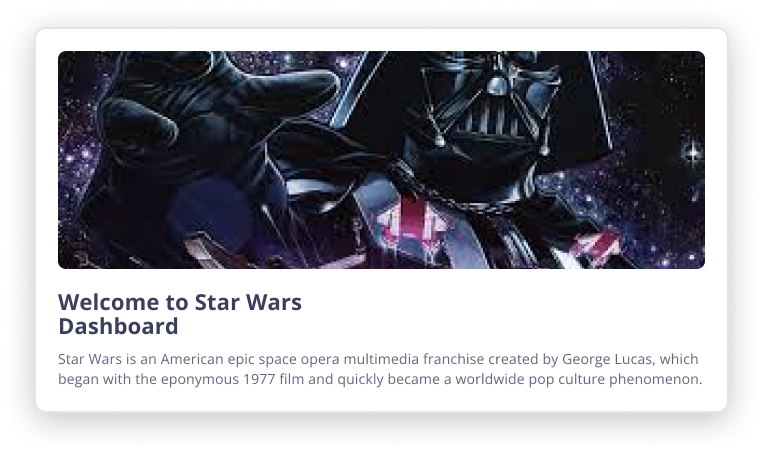 Welcome to Star Wars
Dashboard
Star Wars is an American epic space opera multimedia franchise created by George Lucas, which
began with the eponymous 1977 film and quickly became a worldwide pop culture phenomenon.